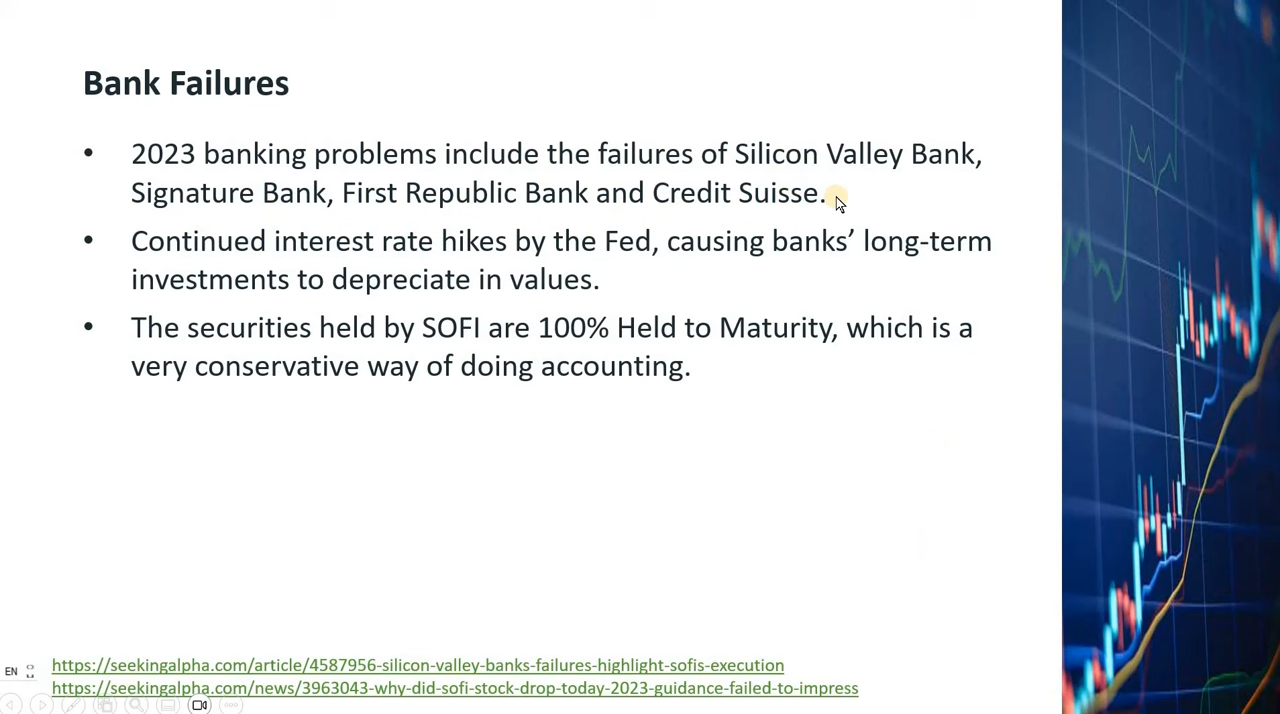 Bank Failures
• 2023 banking problems include the failures of Silicon Valley Bank,
Signature Bank, First Republic Bank and Credit Suisse.
• Continued interest rate hikes by the Fed, causing banks’ long-term
investments to depreciate in values.
• The securities held by SOFI are 100% Held to Maturity, which is a
very conservative way of doing accounting.
EN
https://seekingalpha.com/article/4587956-silicon-valley-banks-failures-highlight-sofis-execution
https://seekingalpha.com/news/3963043-why-did-sofi-stock-drop-today-2023-guidance-failed-to-impress